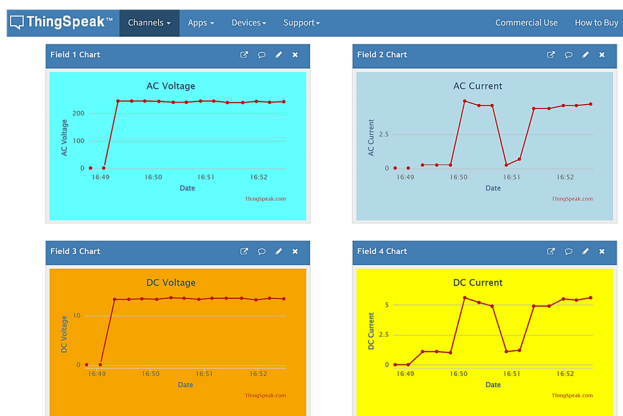 ThingSpeak™ Channels Apps Devices Support Commercial Use How to Buy
Field 1 Chart
AC Voltage
AC Voltage
200
100
0
16:49 16:50 16:51 16:52
Date
ThingSpeak.com
Field 2 Chart
AC Current
AC Current
2.5
0
16:49 16:50 16:51 16:52
Date
ThingSpeak.com
Field 3 Chart
DC Voltage
DC Voltage
10
0
16:49 16:50 16:51 16:52
Date
ThingSpeak.com
Field 4 Chart
DC Current
DC Current
5
2.5
0
16:49 16:50 16:51 16:52
Date
ThingSpeak.com